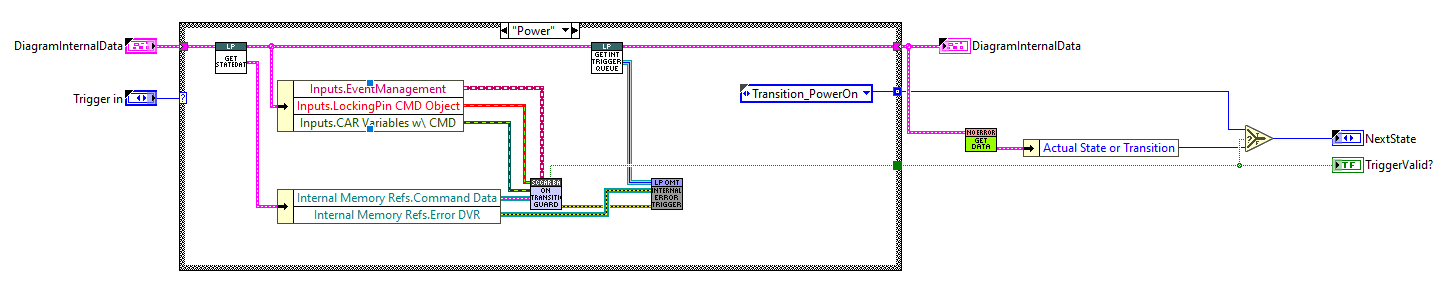 "Power"
DiagramInternalData
LP
GET
STATEDAT
LP
GET INT
TRIGGER
QUEUE
DiagramInternalData
Trigger in
?
Inputs.EventManagement
Inputs.LockingPin CMD Object
Inputs.CAR Variables w\ CMD
Transition_PowerOn
NO ERROR
GET
DATA
Actual State or Transition
?
F
NextState
TF
TriggerValid?
Internal Memory Refs.Command Data
Internal Memory Refs.Error DVR
SCCAR BA
ON
TRANSITI
GUARD
LP OMT
INTERNAL
ERROR
TRIGGER